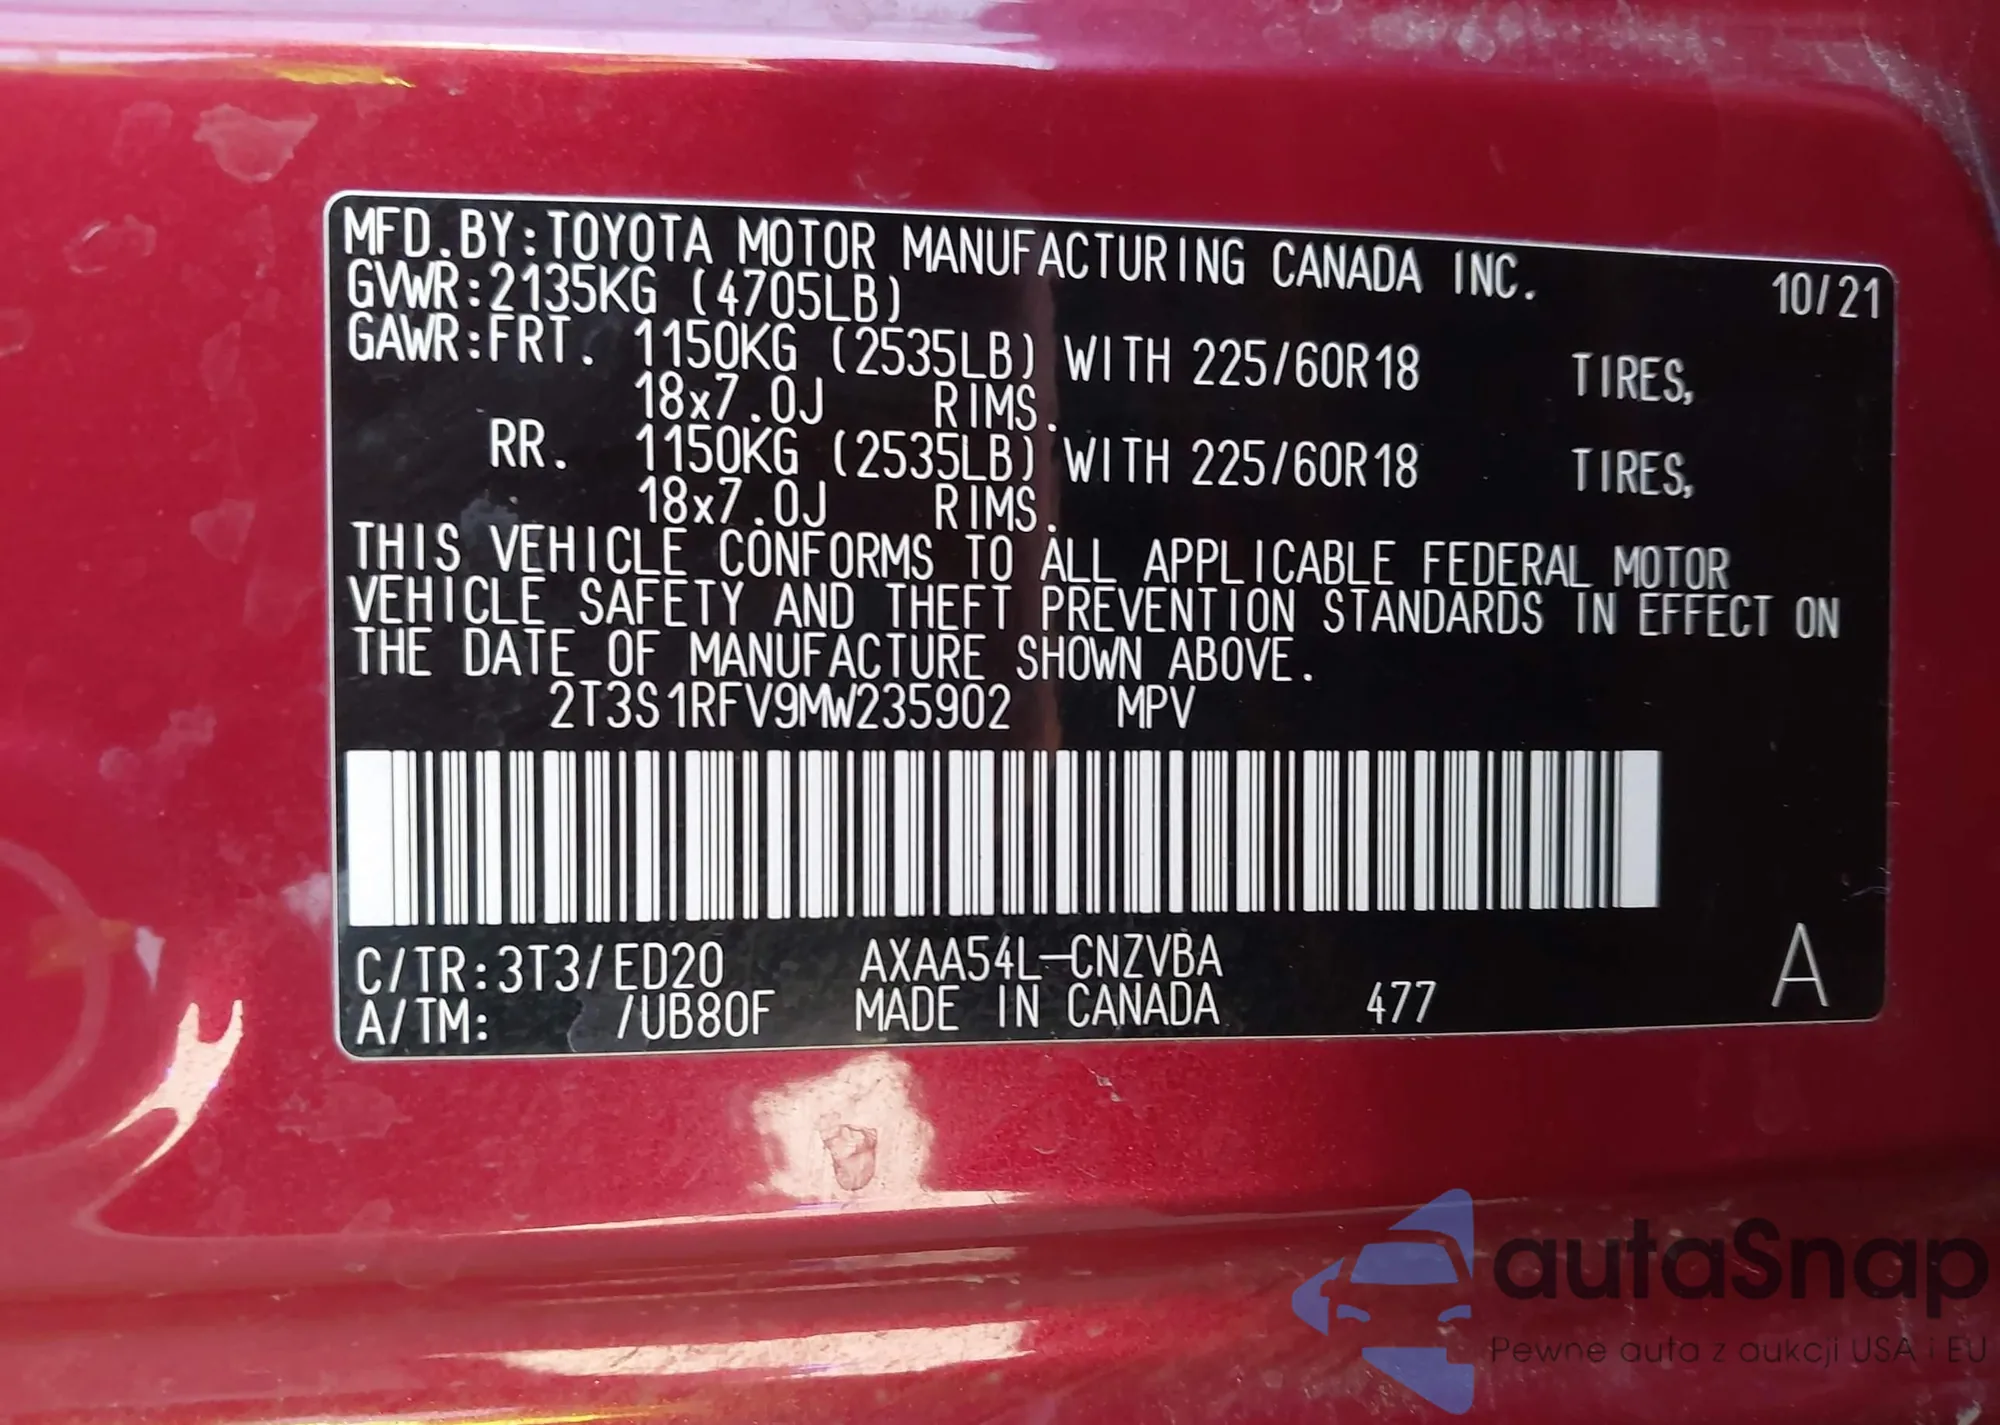 MFD.BY:TOYOTA MOTOR MANUFACTURING CANADA INC. 10/21
GVWR:2135KG (4705LB)
GAWR:FRT. 1150KG (2535LB) WITH 225/60R18 TIRES,
18x7.0J RIMS.
RR. 1150KG (2535LB) WITH 225/60R18 TIRES,
18x7.0J RIMS.
THIS VEHICLE CONFORMS TO ALL APPLICABLE FEDERAL MOTOR
VEHICLE SAFETY AND THEFT PREVENTION STANDARDS IN EFFECT ON
THE DATE OF MANUFACTURE SHOWN ABOVE.
2T3S1RFV9MW235902 MPV
C/TR:3T3/ED20 AXAA54L-CNZVBA A
A/TM: /UB80F MADE IN CANADA 477
autaSnap
Pewne auta z aukcji USA i EU